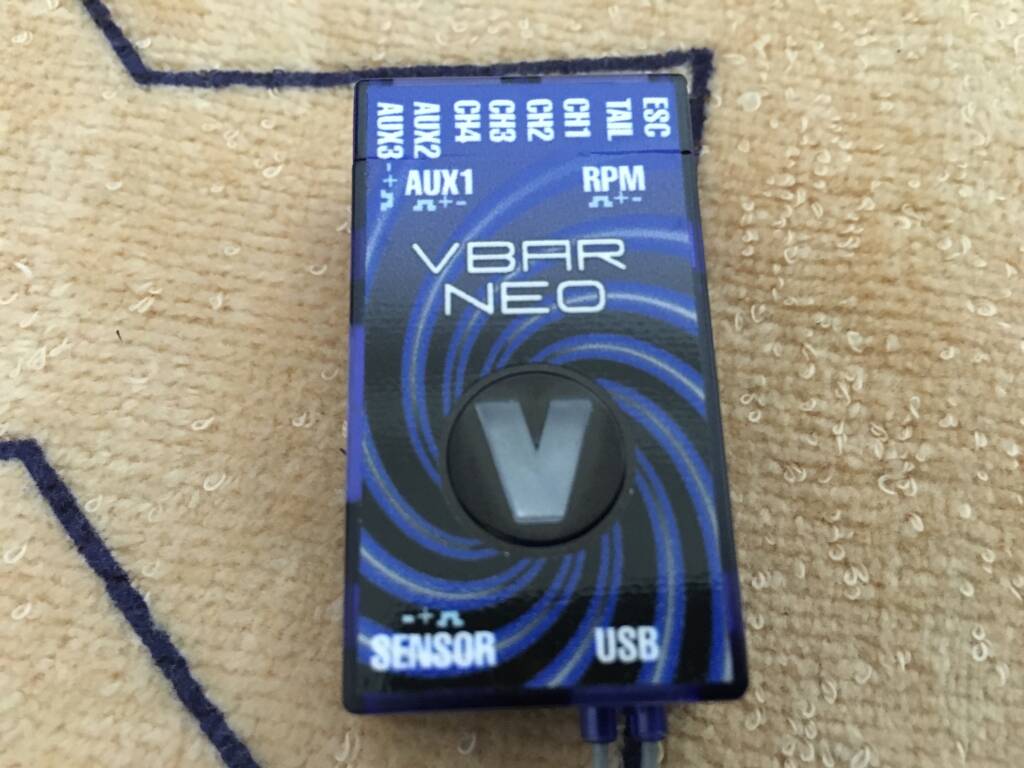 AUX3 AUX2 CH4 CH3 CH2 CH1 TAIL ESC
- +
AUX1 RPM
+ - + -
VBAR
NEO
V
- +
SENSOR USB